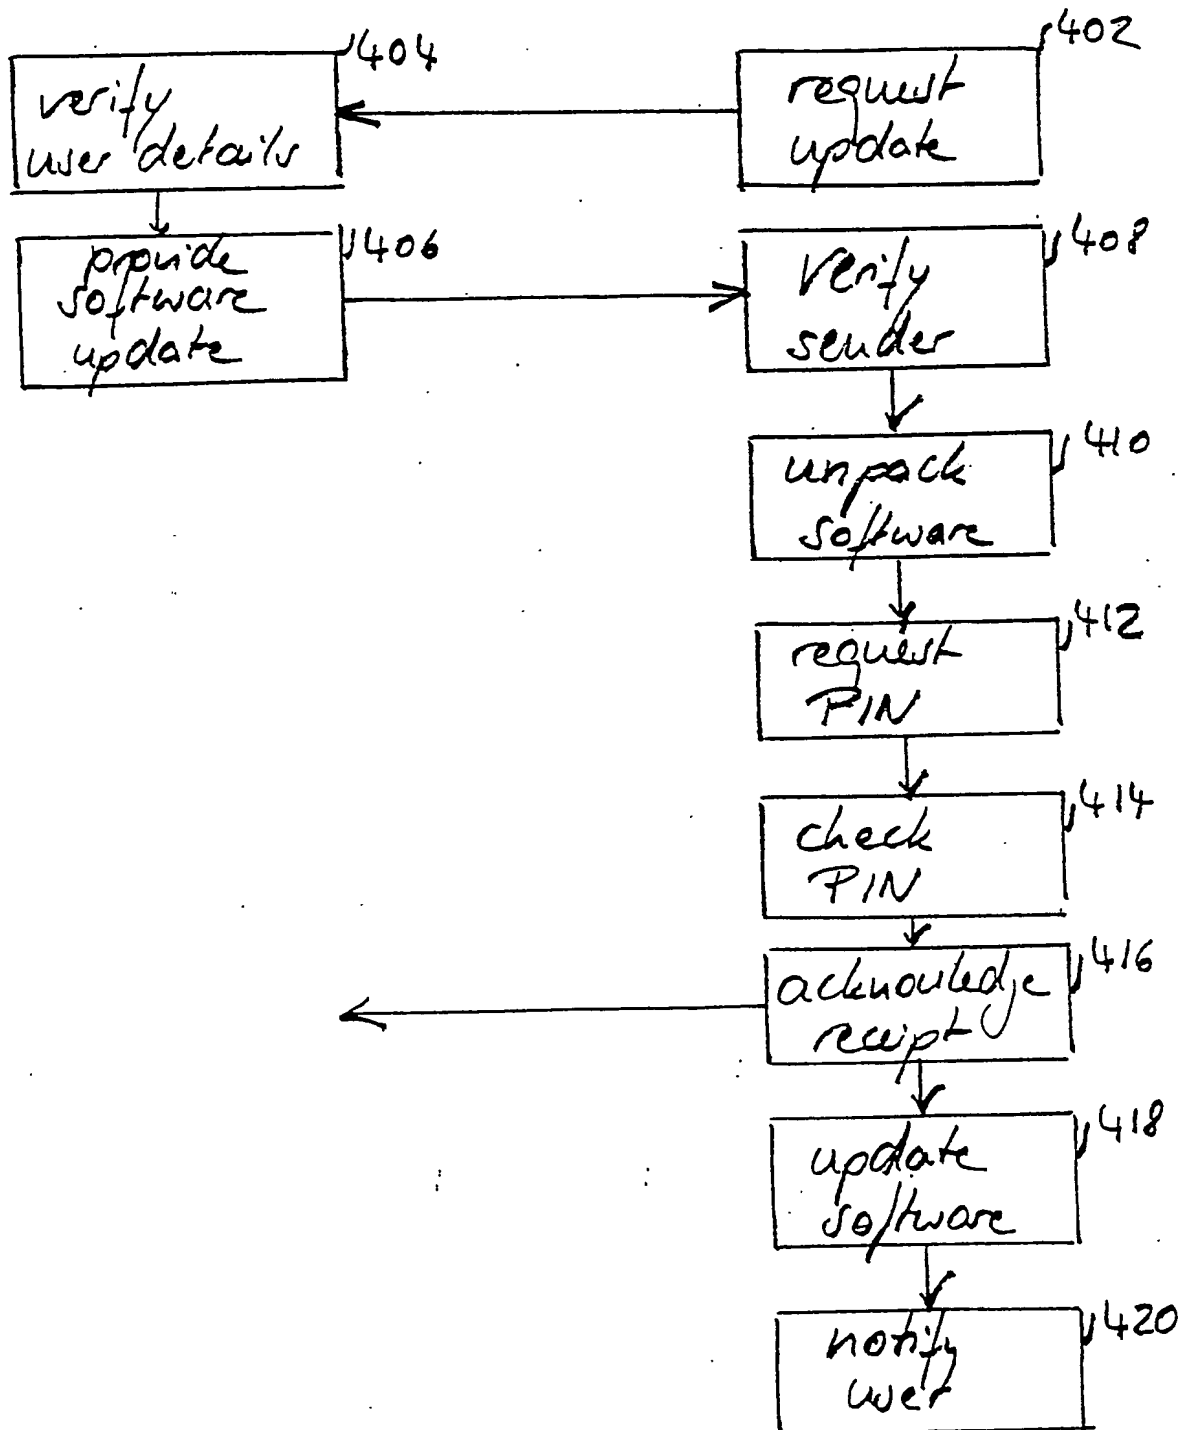 404
verify
user details
402
request
update
406
provide
software
update
408
verify
sender
410
unpack
software
412
request
PIN
414
check
PIN
416
acknowledge
receipt
418
update
software
420
notify
user